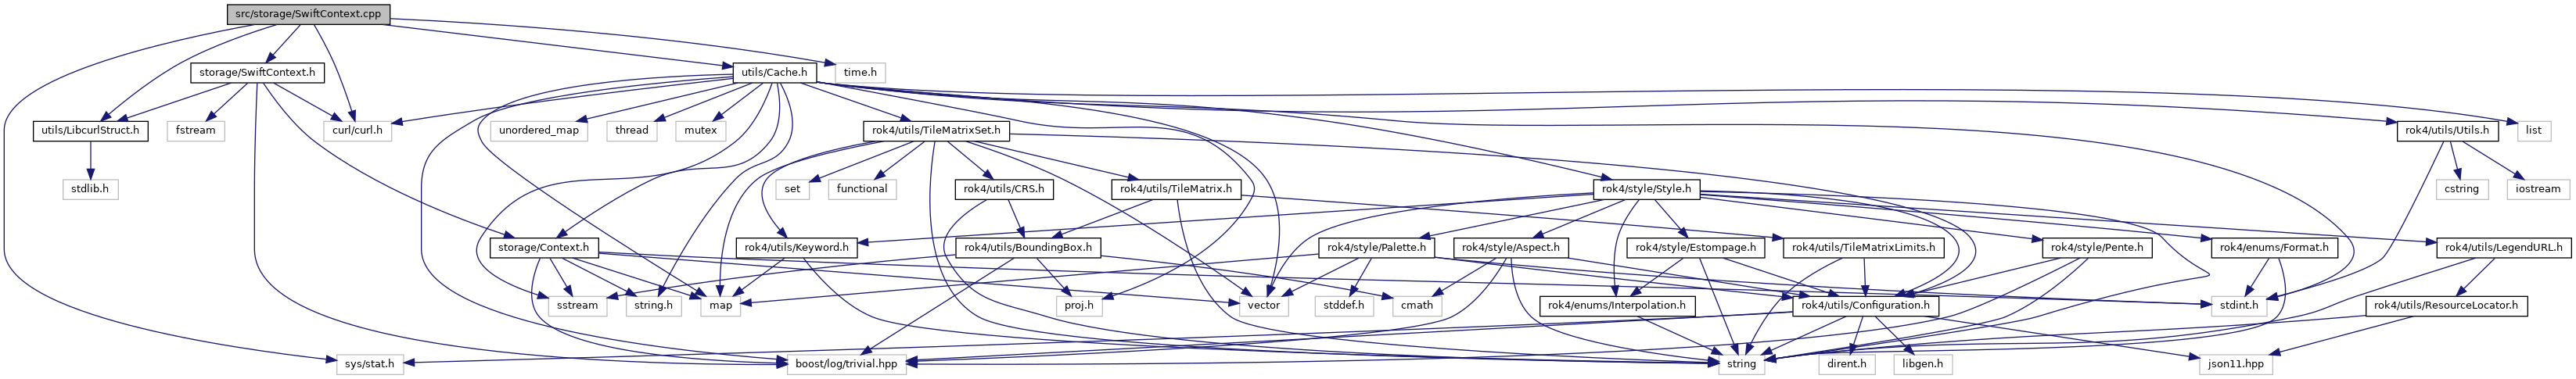 src/storage/SwiftContext.cpp
storage/SwiftContext.h
utils/Cache.h
time.h
utils/LibcurlStruct.h
fstream
curl/curl.h
unordered_map
thread
mutex
rok4/utils/TileMatrixSet.h
rok4/utils/Utils.h
list
stdlib.h
set
functional
rok4/utils/CRS.h
rok4/utils/TileMatrix.h
rok4/style/Style.h
cstring
iostream
storage/Context.h
rok4/utils/Keyword.h
rok4/utils/BoundingBox.h
rok4/style/Palette.h
rok4/style/Aspect.h
rok4/style/Estompage.h
rok4/utils/TileMatrixLimits.h
rok4/style/Pente.h
rok4/enums/Format.h
rok4/utils/LegendURL.h
sstream
string.h
map
proj.h
vector
stddef.h
cmath
rok4/enums/Interpolation.h
rok4/utils/Configuration.h
stdint.h
rok4/utils/ResourceLocator.h
sys/stat.h
boost/log/trivial.hpp
string
dirent.h
libgen.h
json11.hpp